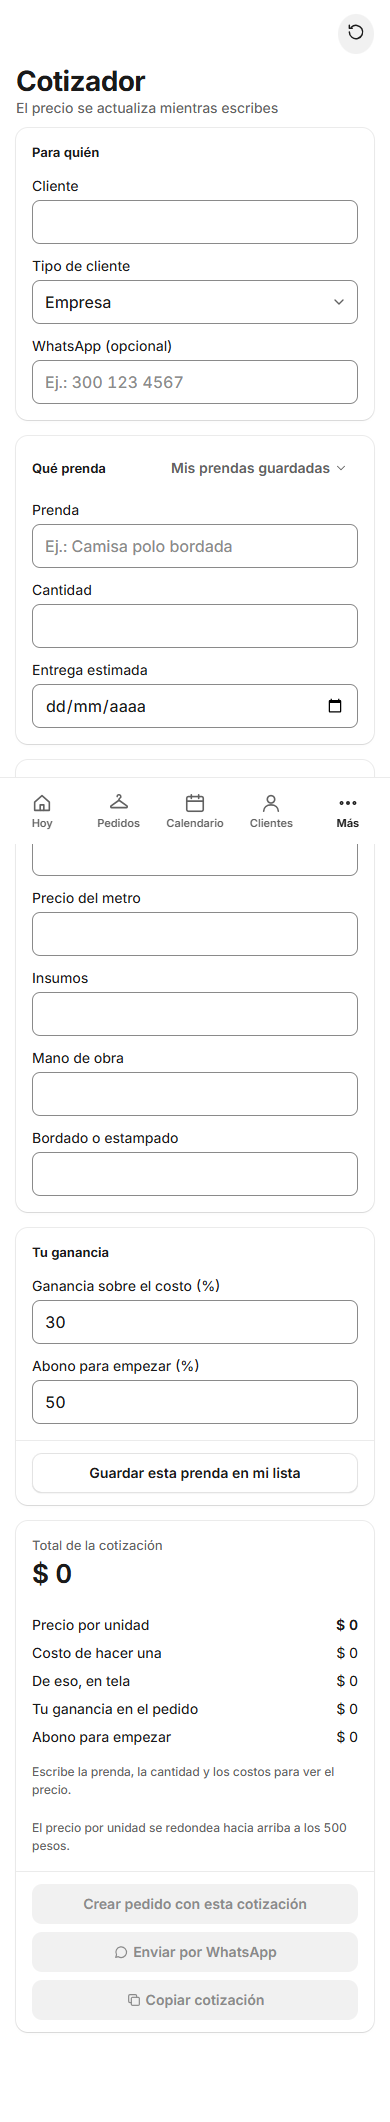 Cotizador
El precio se actualiza mientras escribes
Para quién
Cliente
Tipo de cliente
Empresa
WhatsApp (opcional)
Ej.: 300 123 4567
Qué prenda
Mis prendas guardadas
Prenda
Ej.: Camisa polo bordada
Cantidad
Entrega estimada
dd/mm/aaaa
Hoy
Pedidos
Calendario
Clientes
Más
Precio del metro
Insumos
Mano de obra
Bordado o estampado
Tu ganancia
Ganancia sobre el costo (%)
30
Abono para empezar (%)
50
Guardar esta prenda en mi lista
Total de la cotización
$ 0
Precio por unidad $ 0
Costo de hacer una $ 0
De eso, en tela $ 0
Tu ganancia en el pedido $ 0
Abono para empezar $ 0
Escribe la prenda, la cantidad y los costos para ver el
precio.
El precio por unidad se redondea hacia arriba a los 500
pesos.
Crear pedido con esta cotización
Enviar por WhatsApp
Copiar cotización